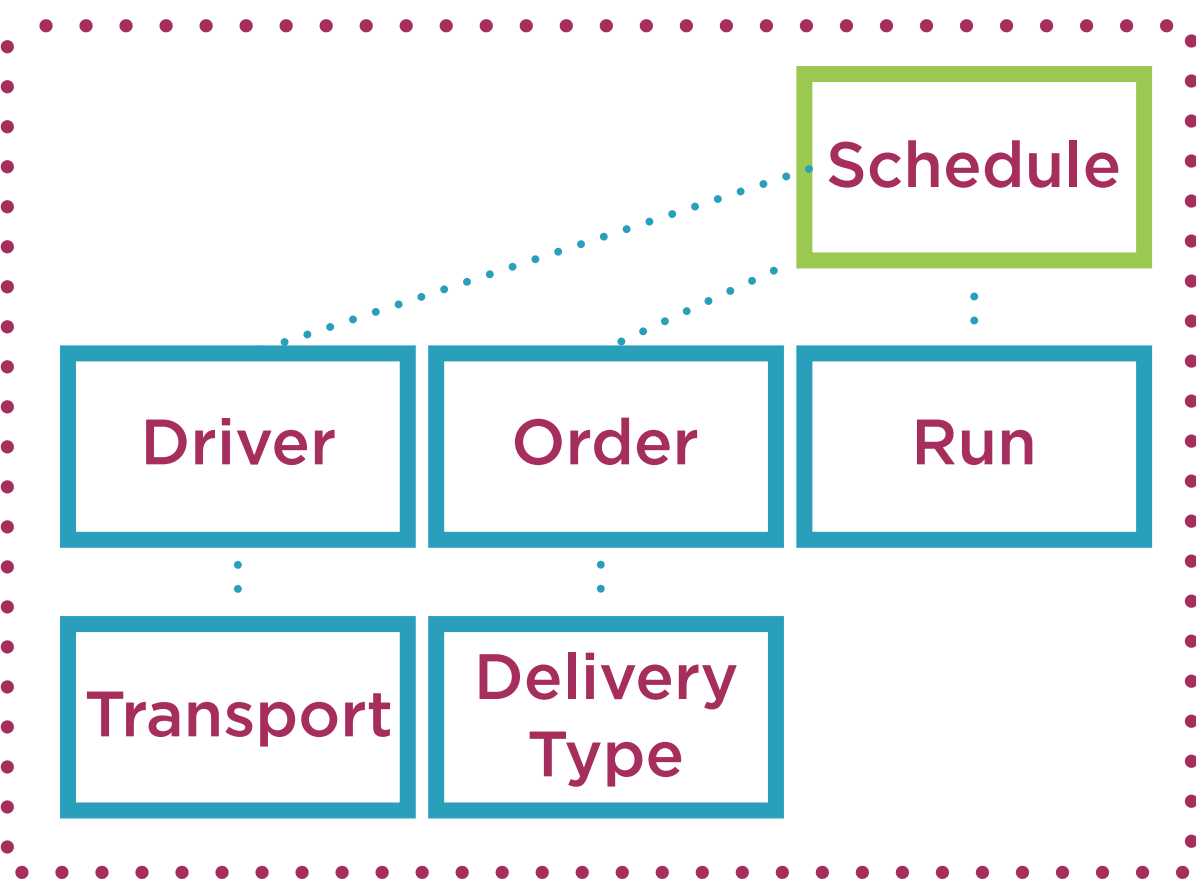 Schedule
Driver
Order
Run
Transport
Delivery
Type